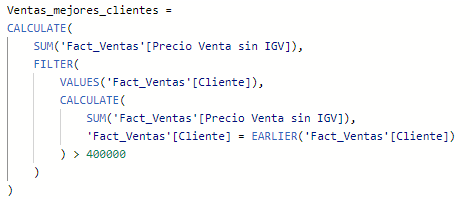 Ventas_mejores_clientes =
CALCULATE(
SUM('Fact_Ventas'[Precio Venta sin IGV]),
FILTER(
VALUES('Fact_Ventas'[Cliente]),
CALCULATE(
SUM('Fact_Ventas'[Precio Venta sin IGV]),
'Fact_Ventas'[Cliente] = EARLIER('Fact_Ventas'[Cliente])
) > 400000
)
)